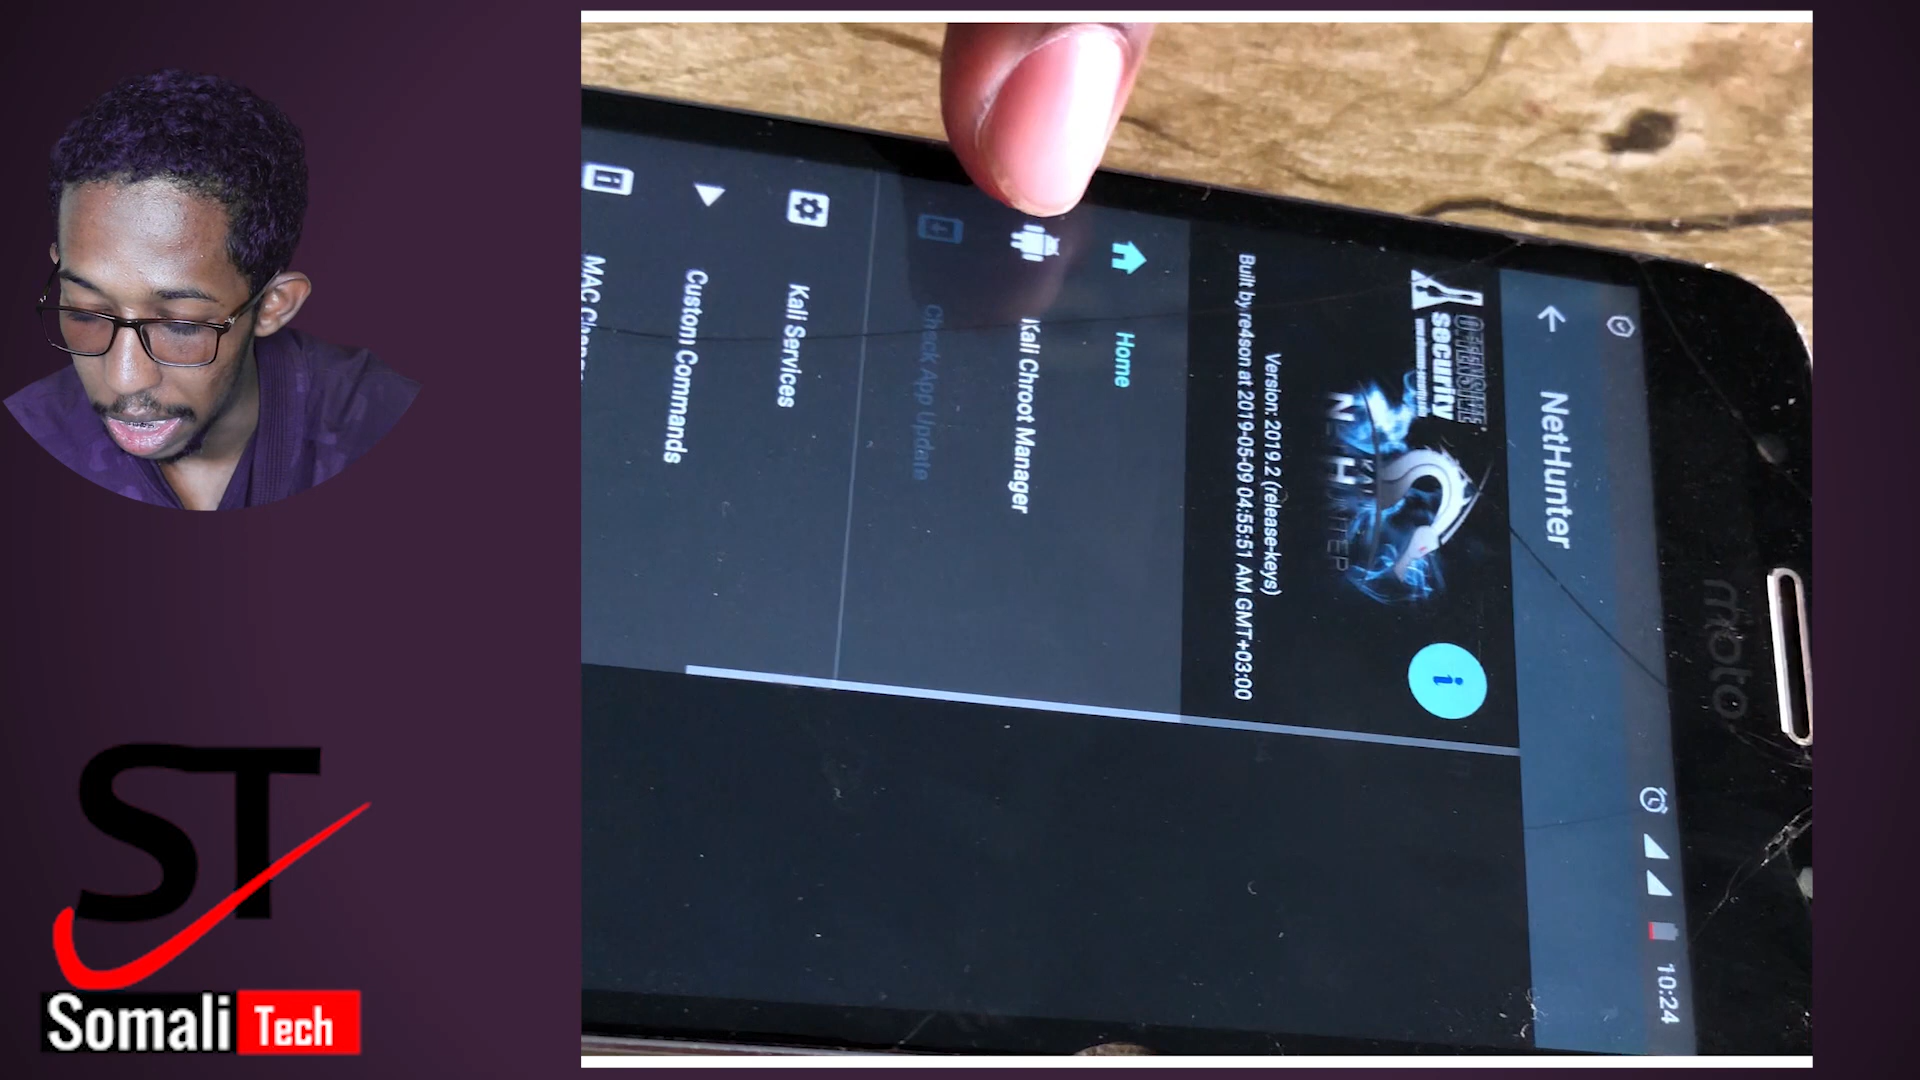 NetHunter
OFFENSIVE
security
Version: 2019.2 (release-keys)
Built by re4son at 2019-05-09 04:55:51 AM GMT+03:00
Home
Kali Chroot Manager
Check App Update
Kali Services
Custom Commands
MAC
10:24
moto
ST
Somali Tech